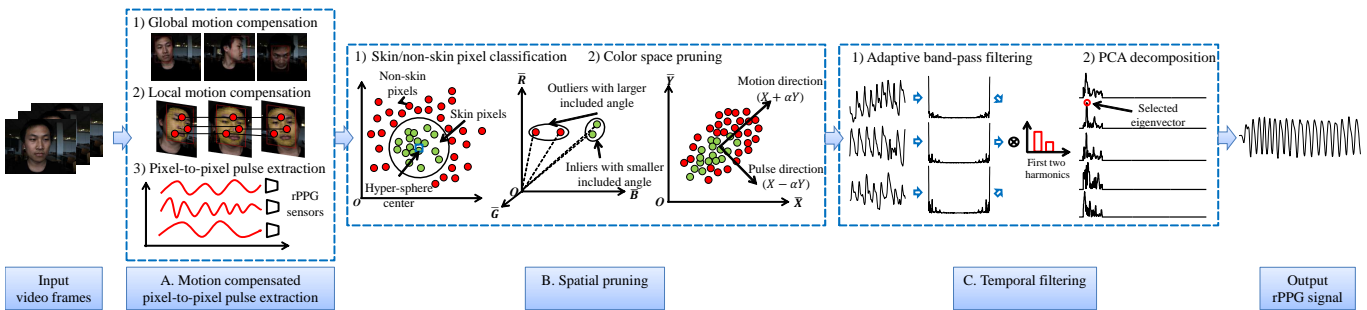 1) Global motion compensation
2) Local motion compensation
3) Pixel-to-pixel pulse extraction
rPPG
sensors
1) Skin/non-skin pixel classification
Non-skin
pixels
Skin pixels
Hyper-sphere
center
O
R̅
Outliers with larger
included angle
Inliers with smaller
included angle
O
G̅
B̅
2) Color space pruning
Y̅
Motion direction
(X + αY)
Pulse direction
(X − αY)
O
X̅
1) Adaptive band-pass filtering
⊗
First two
harmonics
2) PCA decomposition
Selected
eigenvector
Input
video frames
A. Motion compensated
pixel-to-pixel pulse extraction
B. Spatial pruning
C. Temporal filtering
Output
rPPG signal